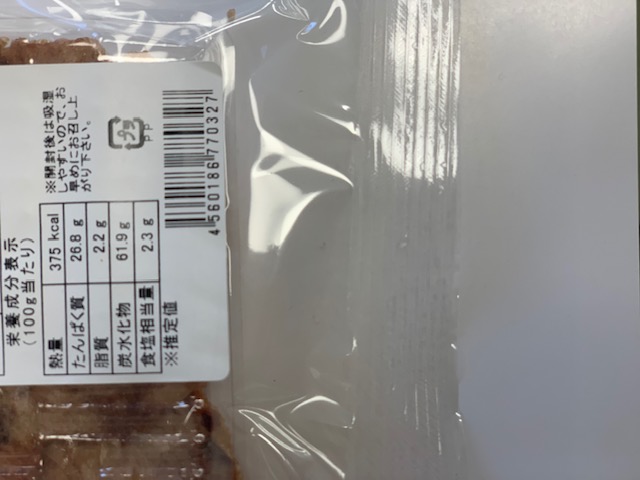 栄養成分表示
(100g当たり)
熱量 375 kcal
たんぱく質 26.8 g
脂質 2.2 g
炭水化物 61.9 g
食塩相当量 2.3 g
※推定値
※開封後は吸湿
しやすいので、お
早めにお召し上
がり下さい。
プラ
PP
4560186770327